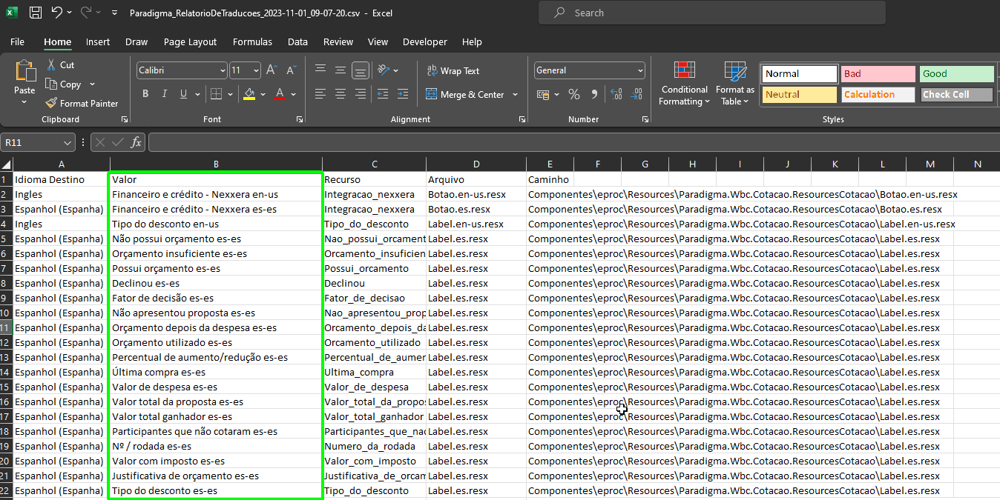 Paradigma_RelatorioDeTraducoes_2023-11-01_09-07-20.csv - Excel
Search
File Home Insert Draw Page Layout Formulas Data Review View Developer Help
Paste
Cut
Copy
Format Painter
Clipboard
Calibri 11
B I U
Font
Wrap Text
Merge & Center
Alignment
General
Number
Conditional Formatting
Format as Table
Normal Bad Good
Neutral Calculation Check Cell
Styles
R11 fx
A B C D E F G H I J K L M N
1 Idioma Destino Valor Recurso Arquivo Caminho
2 Ingles Financeiro e crédito - Nexxera en-us Integracao_nexxera Botao.en-us.resx Componentes\eproc\Resources\Paradigma.Wbc.Cotacao.ResourcesCotacao\Botao.en-us.resx
3 Espanhol (Espanha) Financeiro e crédito - Nexxera es-es Integracao_nexxera Botao.es.resx Componentes\eproc\Resources\Paradigma.Wbc.Cotacao.ResourcesCotacao\Botao.es.resx
4 Ingles Tipo do desconto en-us Tipo_do_desconto Label.en-us.resx Componentes\eproc\Resources\Paradigma.Wbc.Cotacao.ResourcesCotacao\Label.en-us.resx
5 Espanhol (Espanha) Não possui orçamento es-es Nao_possui_orcament Label.es.resx Componentes\eproc\Resources\Paradigma.Wbc.Cotacao.ResourcesCotacao\Label.es.resx
6 Espanhol (Espanha) Orçamento insuficiente es-es Orcamento_insuficien Label.es.resx Componentes\eproc\Resources\Paradigma.Wbc.Cotacao.ResourcesCotacao\Label.es.resx
7 Espanhol (Espanha) Possui orçamento es-es Possui_orcamento Label.es.resx Componentes\eproc\Resources\Paradigma.Wbc.Cotacao.ResourcesCotacao\Label.es.resx
8 Espanhol (Espanha) Declinou es-es Declinou Label.es.resx Componentes\eproc\Resources\Paradigma.Wbc.Cotacao.ResourcesCotacao\Label.es.resx
9 Espanhol (Espanha) Fator de decisão es-es Fator_de_decisao Label.es.resx Componentes\eproc\Resources\Paradigma.Wbc.Cotacao.ResourcesCotacao\Label.es.resx
10 Espanhol (Espanha) Não apresentou proposta es-es Nao_apresentou_prop Label.es.resx Componentes\eproc\Resources\Paradigma.Wbc.Cotacao.ResourcesCotacao\Label.es.resx
11 Espanhol (Espanha) Orçamento depois da despesa es-es Orcamento_depois_da Label.es.resx Componentes\eproc\Resources\Paradigma.Wbc.Cotacao.ResourcesCotacao\Label.es.resx
12 Espanhol (Espanha) Orçamento utilizado es-es Orcamento_utilizado Label.es.resx Componentes\eproc\Resources\Paradigma.Wbc.Cotacao.ResourcesCotacao\Label.es.resx
13 Espanhol (Espanha) Percentual de aumento/redução es-es Percentual_de_aumer Label.es.resx Componentes\eproc\Resources\Paradigma.Wbc.Cotacao.ResourcesCotacao\Label.es.resx
14 Espanhol (Espanha) Última compra es-es Ultima_compra Label.es.resx Componentes\eproc\Resources\Paradigma.Wbc.Cotacao.ResourcesCotacao\Label.es.resx
15 Espanhol (Espanha) Valor de despesa es-es Valor_de_despesa Label.es.resx Componentes\eproc\Resources\Paradigma.Wbc.Cotacao.ResourcesCotacao\Label.es.resx
16 Espanhol (Espanha) Valor total da proposta es-es Valor_total_da_propos Label.es.resx Componentes\eproc\Resources\Paradigma.Wbc.Cotacao.ResourcesCotacao\Label.es.resx
17 Espanhol (Espanha) Valor total ganhador es-es Valor_total_ganhador Label.es.resx Componentes\eproc\Resources\Paradigma.Wbc.Cotacao.ResourcesCotacao\Label.es.resx
18 Espanhol (Espanha) Participantes que não cotaram es-es Participantes_que_nao Label.es.resx Componentes\eproc\Resources\Paradigma.Wbc.Cotacao.ResourcesCotacao\Label.es.resx
19 Espanhol (Espanha) Nº / rodada es-es Numero_da_rodada Label.es.resx Componentes\eproc\Resources\Paradigma.Wbc.Cotacao.ResourcesCotacao\Label.es.resx
20 Espanhol (Espanha) Valor com imposto es-es Valor_com_imposto Label.es.resx Componentes\eproc\Resources\Paradigma.Wbc.Cotacao.ResourcesCotacao\Label.es.resx
21 Espanhol (Espanha) Justificativa de orçamento es-es Justificativa_de_orcam Label.es.resx Componentes\eproc\Resources\Paradigma.Wbc.Cotacao.ResourcesCotacao\Label.es.resx
22 Espanhol (Espanha) Tipo do desconto es-es Tipo_do_desconto Label.es.resx Componentes\eproc\Resources\Paradigma.Wbc.Cotacao.ResourcesCotacao\Label.es.resx